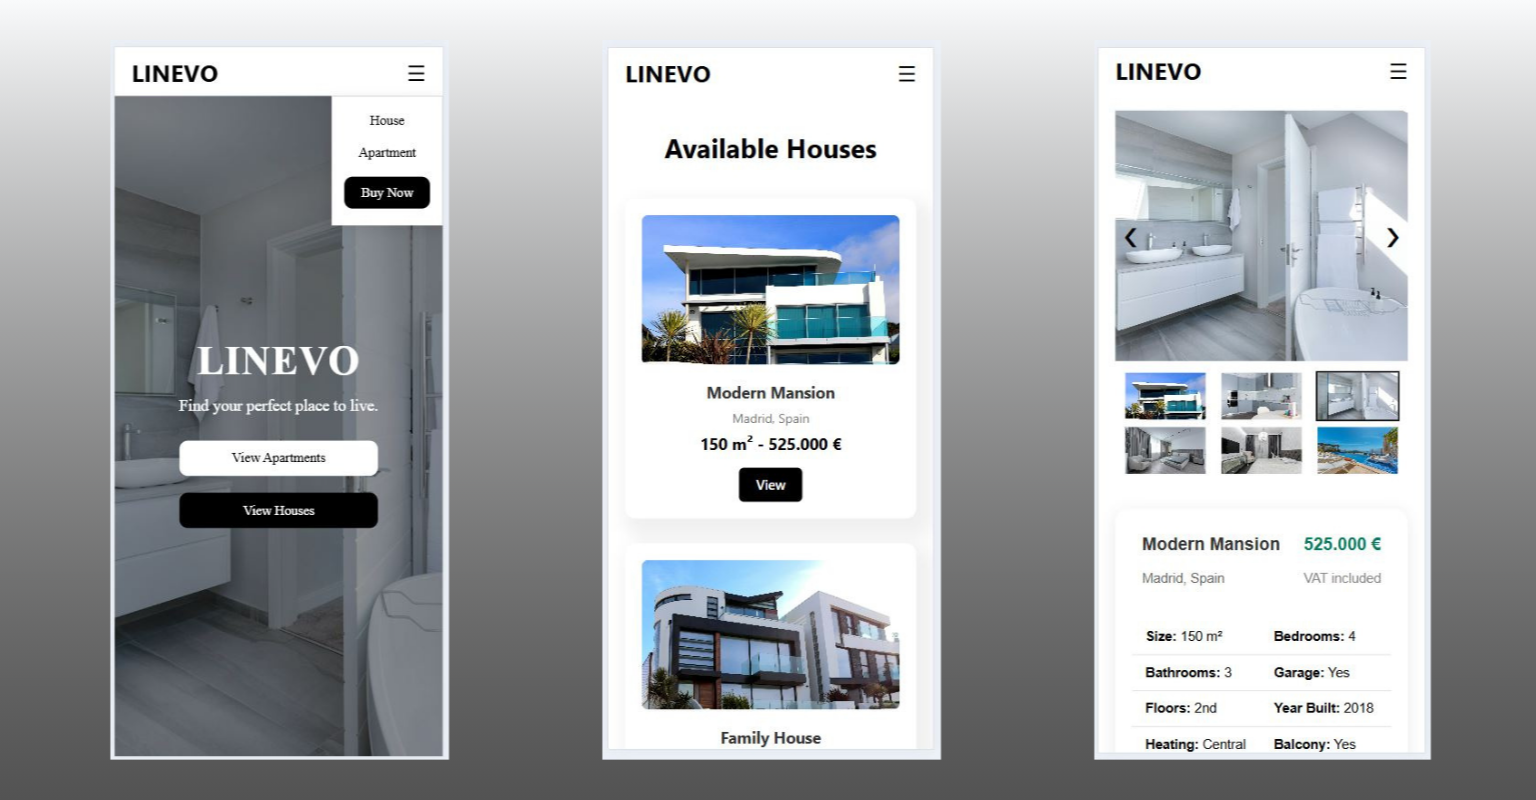 LINEVO
☰
House
Apartment
Buy Now
LINEVO
Find your perfect place to live.
View Apartments
View Houses
LINEVO
☰
Available Houses
Modern Mansion
Madrid, Spain
150 m² - 525.000 €
View
Family House
LINEVO
☰
❮ ❯
Modern Mansion 525.000 €
Madrid, Spain VAT included
Size: 150 m² Bedrooms: 4
Bathrooms: 3 Garage: Yes
Floors: 2nd Year Built: 2018
Heating: Central Balcony: Yes